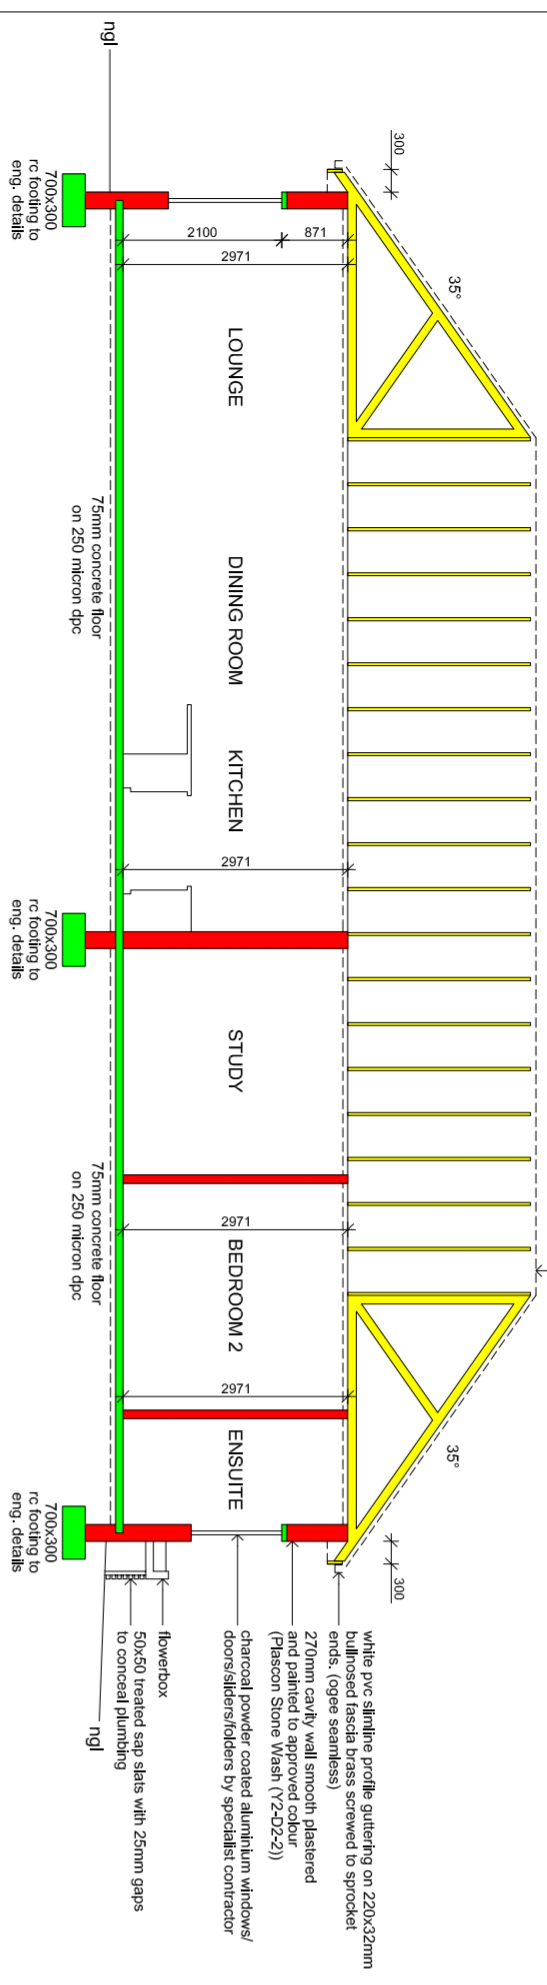 300
35°
35°
300
white pvc slimline profile guttering on 220x32mm
bullnosed fascia brass screwed to sprocket
ends. (ogee seamless)
270mm cavity wall smooth plastered
and painted to approved colour
(Plascon Stone Wash (Y2-D2-2))
charcoal powder coated aluminium windows/
doors/sliders/folders by specialist contractor
flowerbox
50x50 treated sap slats with 25mm gaps
to conceal plumbing
871
2100
2971
2971
2971
2971
LOUNGE
DINING ROOM
KITCHEN
STUDY
BEDROOM 2
ENSUITE
ngl
ngl
75mm concrete floor
on 250 micron dpc
75mm concrete floor
on 250 micron dpc
700x300
rc footing to
eng. details
700x300
rc footing to
eng. details
700x300
rc footing to
eng. details